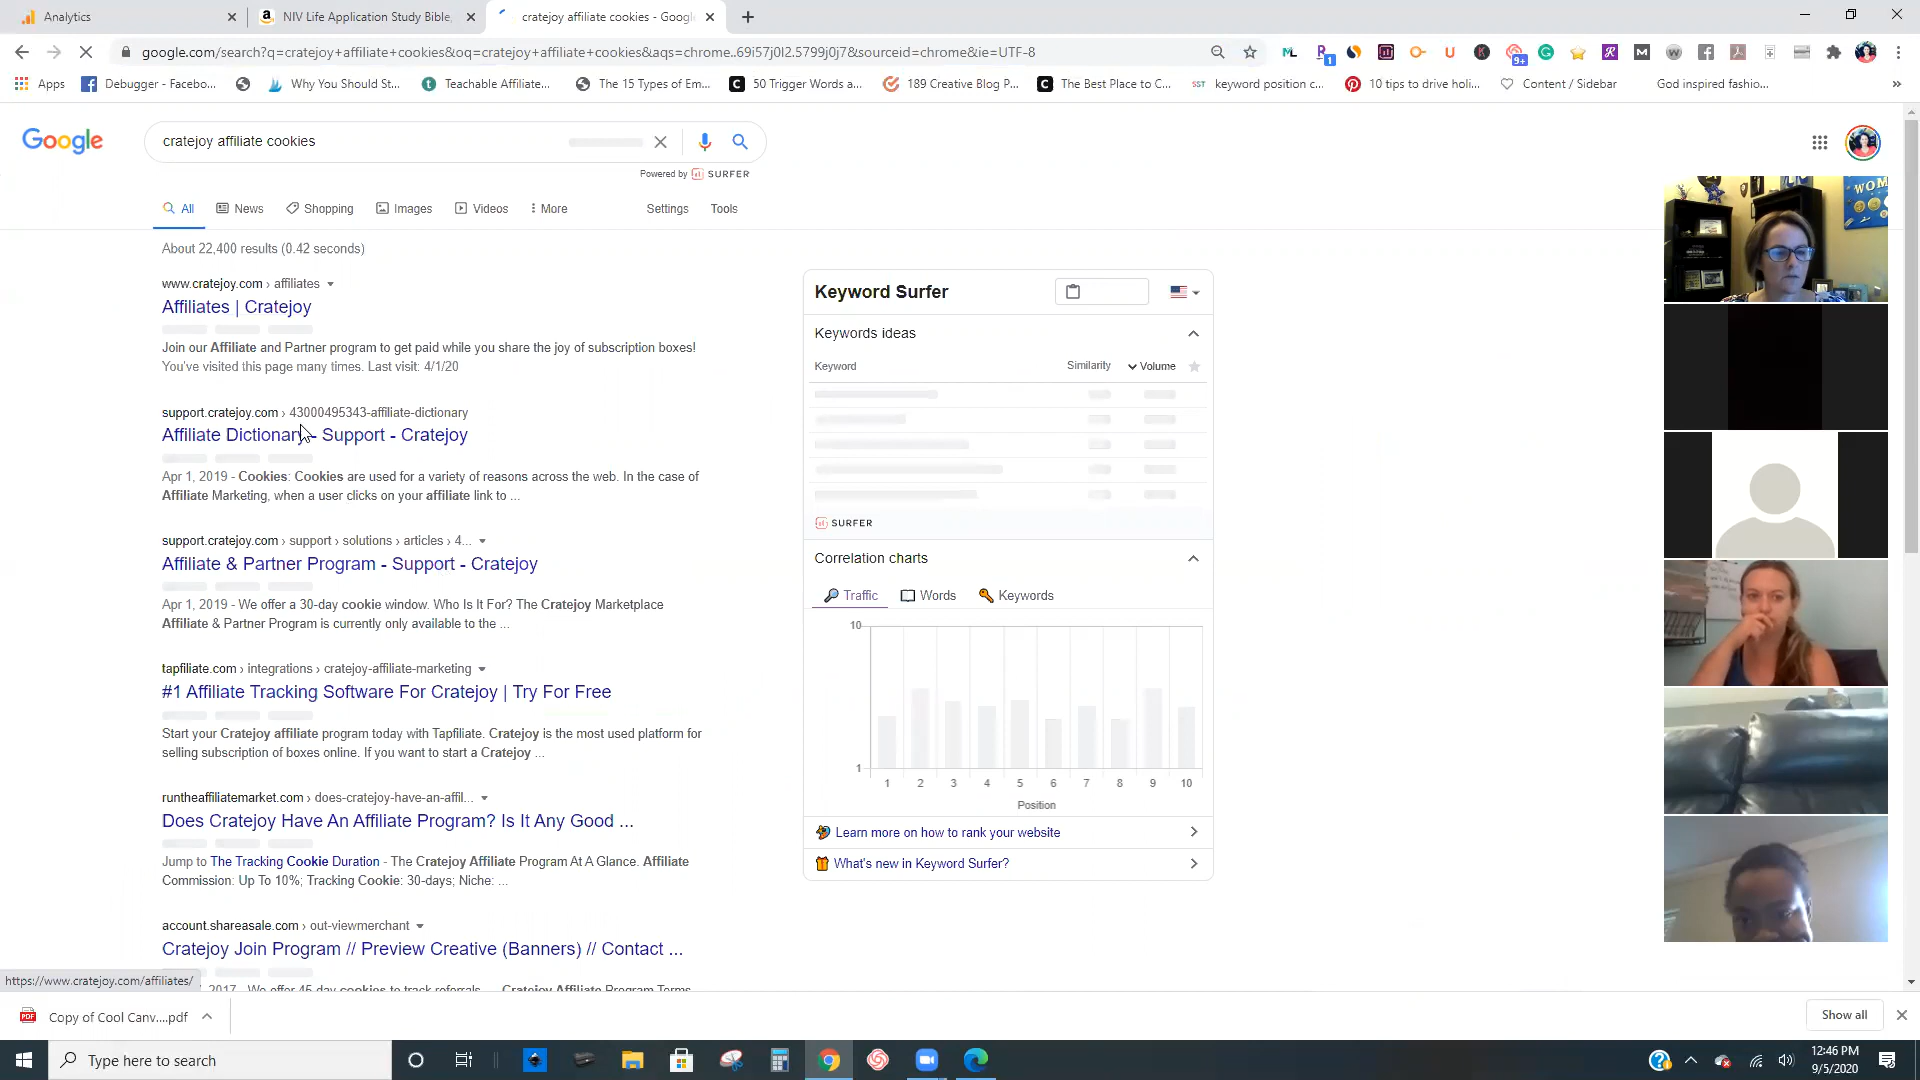 Analytics
NIV Life Application Study Bible,
cratejoy affiliate cookies - Googl
google.com/search?q=cratejoy+affiliate+cookies&oq=cratejoy+affiliate+cookies&aqs=chrome..69i57j0l2.5799j0j7&sourceid=chrome&ie=UTF-8
Apps
Debugger - Facebo...
Why You Should St...
Teachable Affiliate...
The 15 Types of Em...
50 Trigger Words a...
189 Creative Blog P...
The Best Place to C...
keyword position c...
10 tips to drive holi...
Content / Sidebar
God inspired fashio...
»
Google
cratejoy affiliate cookies
Powered by SURFER
All
News
Shopping
Images
Videos
More
Settings
Tools
About 22,400 results (0.42 seconds)
www.cratejoy.com › affiliates
Affiliates | Cratejoy
Join our Affiliate and Partner program to get paid while you share the joy of subscription boxes!
You've visited this page many times. Last visit: 4/1/20
support.cratejoy.com › 43000495343-affiliate-dictionary
Affiliate Dictionary - Support - Cratejoy
Apr 1, 2019 - Cookies: Cookies are used for a variety of reasons across the web. In the case of
Affiliate Marketing, when a user clicks on your affiliate link to ...
support.cratejoy.com › support › solutions › articles › 4...
Affiliate & Partner Program - Support - Cratejoy
Apr 1, 2019 - We offer a 30-day cookie window. Who Is It For? The Cratejoy Marketplace
Affiliate & Partner Program is currently only available to the ...
tapfiliate.com › integrations › cratejoy-affiliate-marketing
#1 Affiliate Tracking Software For Cratejoy | Try For Free
Start your Cratejoy affiliate program today with Tapfiliate. Cratejoy is the most used platform for
selling subscription of boxes online. If you want to start a Cratejoy ...
runtheaffiliatemarket.com › does-cratejoy-have-an-affil...
Does Cratejoy Have An Affiliate Program? Is It Any Good ...
Jump to The Tracking Cookie Duration - The Cratejoy Affiliate Program At A Glance. Affiliate
Commission: Up To 10%; Tracking Cookie: 30-days; Niche: ...
account.shareasale.com › out-viewmerchant
Cratejoy Join Program // Preview Creative (Banners) // Contact ...
2017 - We offer 45 day cookies to track referrals ... Cratejoy Affiliate Program Terms
Keyword Surfer
Keywords ideas
Keyword
Similarity
Volume
SURFER
Correlation charts
Traffic
Words
Keywords
10
1
1 2 3 4 5 6 7 8 9 10
Position
Learn more on how to rank your website
What's new in Keyword Surfer?
WOM
https://www.cratejoy.com/affiliates/
Copy of Cool Canv....pdf
Show all
Type here to search
12:46 PM
9/5/2020